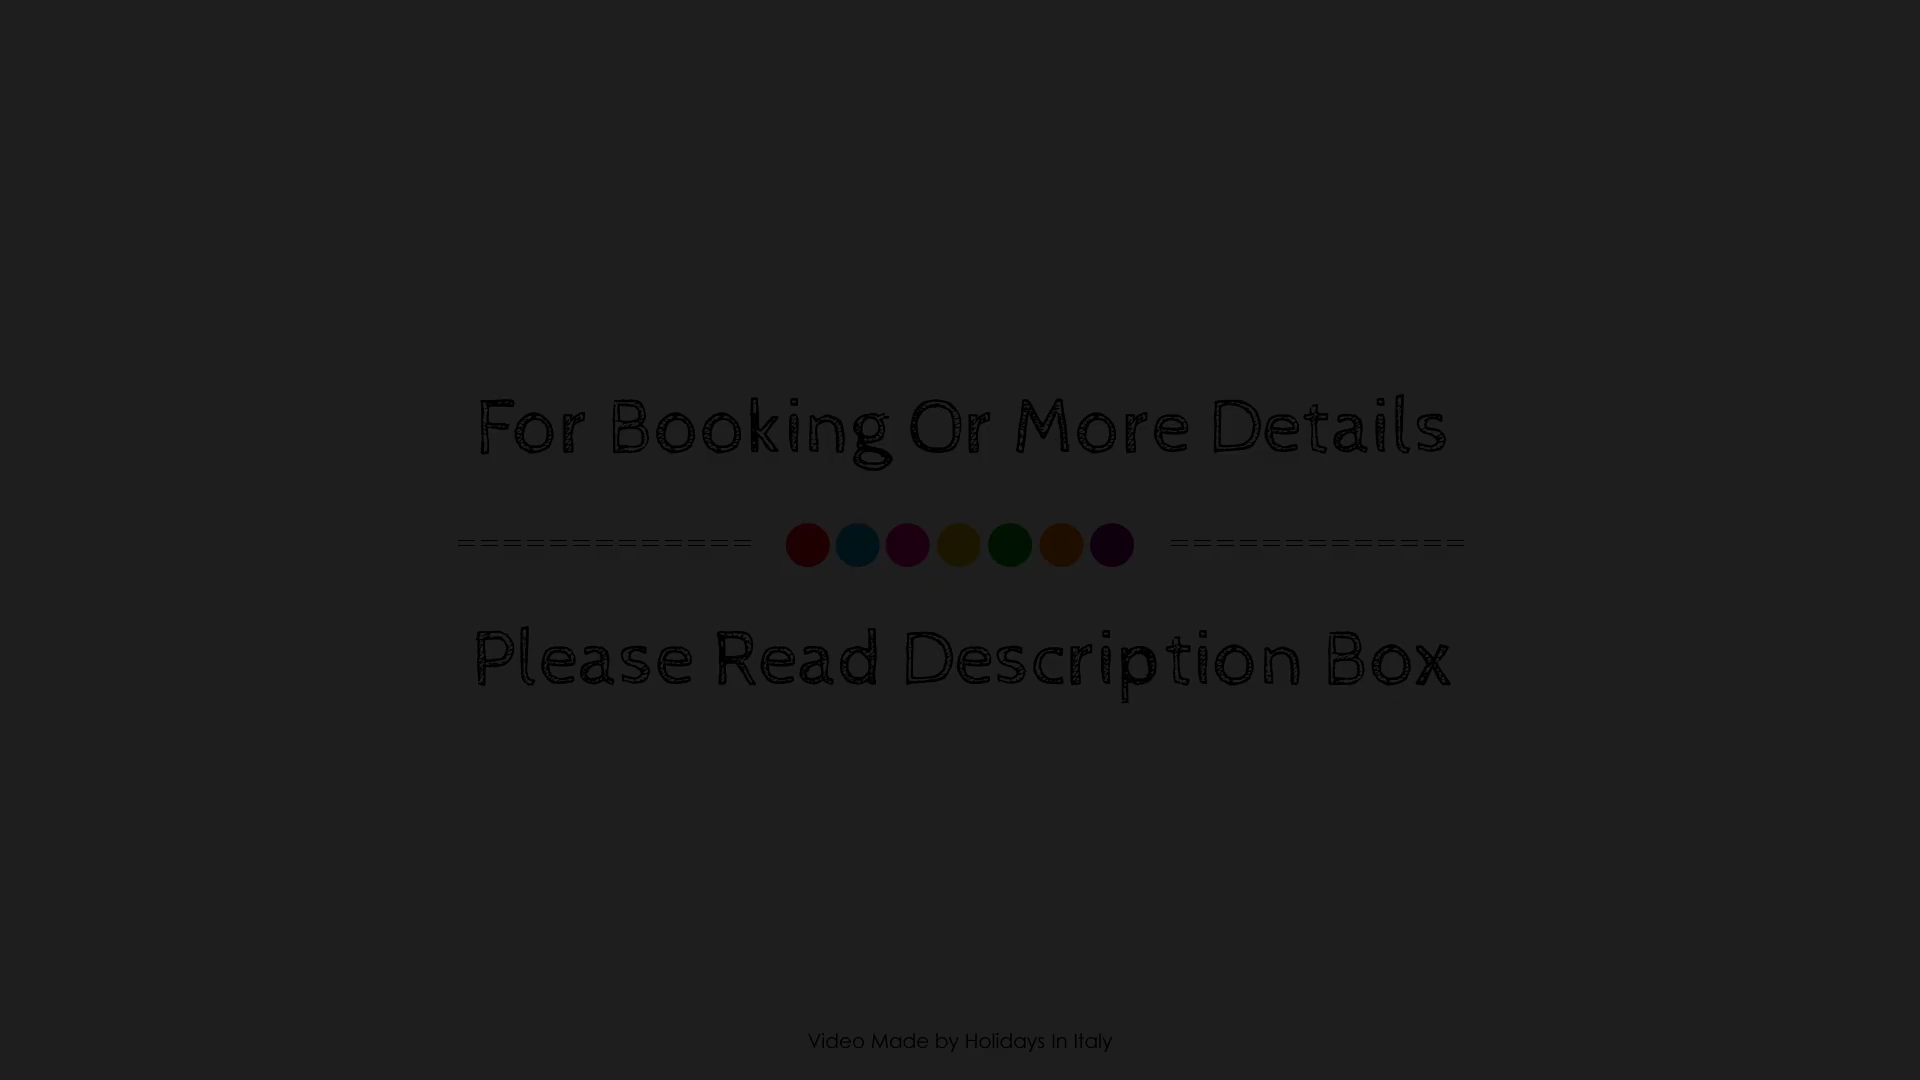 For Booking Or More Details
============= =============
Please Read Description Box
Video Made by Holidays In Italy